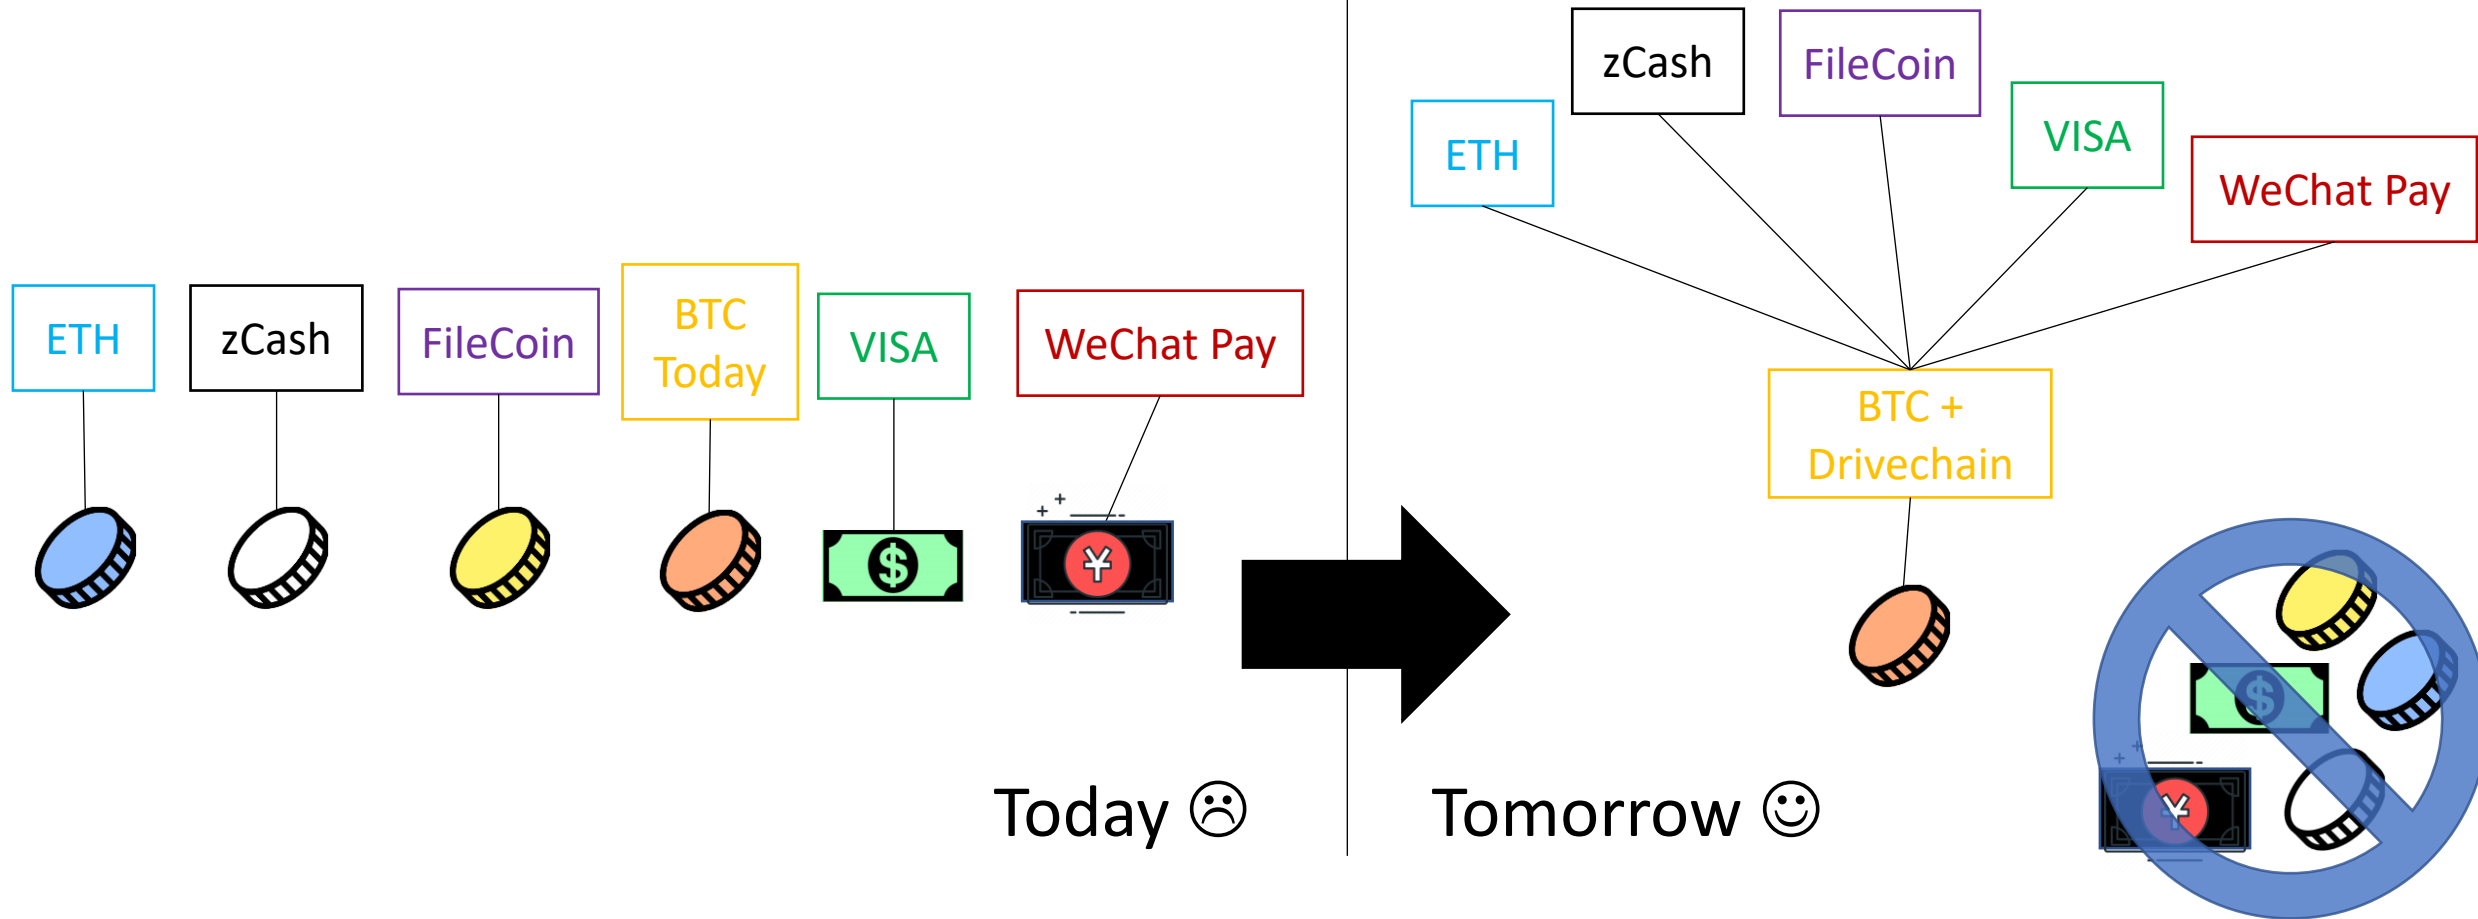 ETH
zCash
FileCoin
BTC
Today
VISA
WeChat Pay
$
¥
Today ☹
ETH
zCash
FileCoin
VISA
WeChat Pay
BTC +
Drivechain
$
¥
Tomorrow ☺